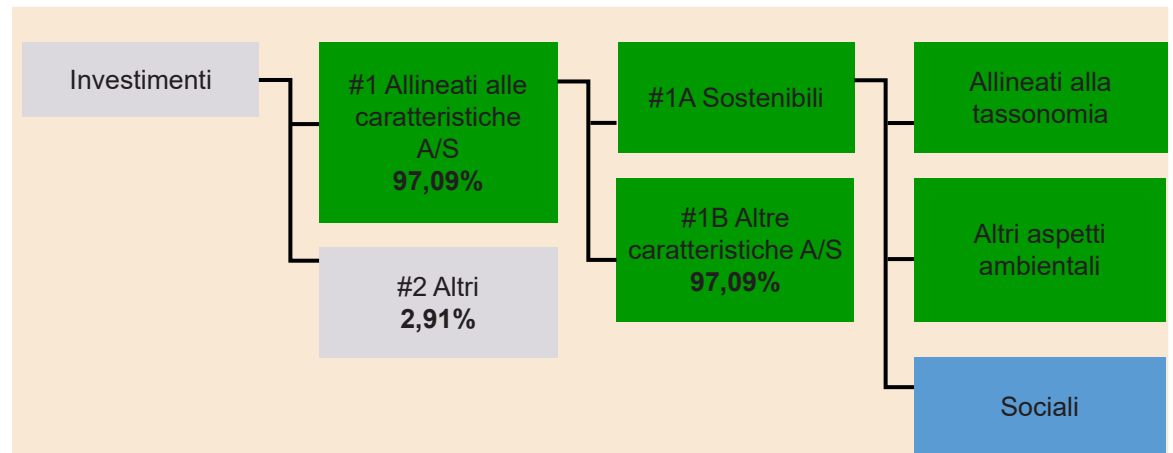 Investimenti
#1 Allineati alle
caratteristiche
A/S
97,09%
#2 Altri
2,91%
#1A Sostenibili
#1B Altre
caratteristiche A/S
97,09%
Allineati alla
tassonomia
Altri aspetti
ambientali
Sociali